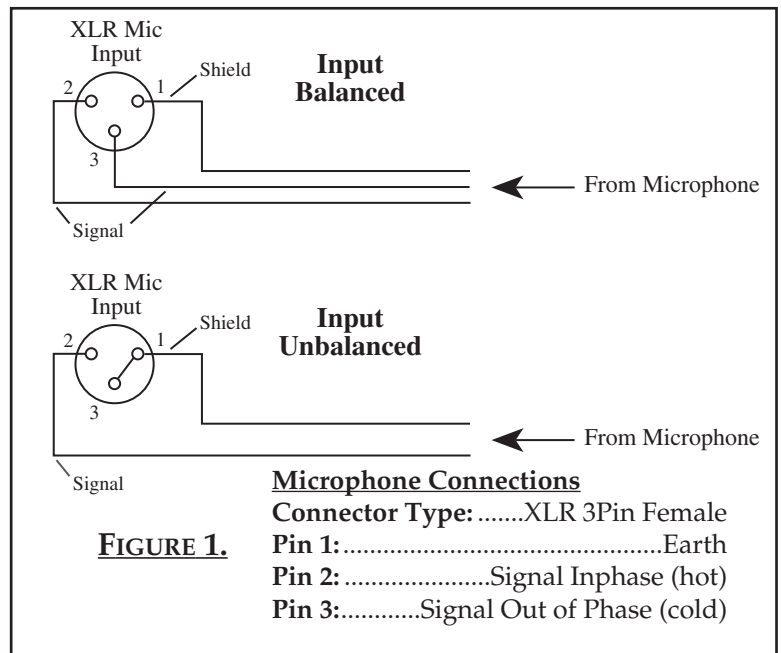 XLR Mic
Input
2
1
Shield
3
Input
Balanced
From Microphone
Signal
XLR Mic
Input
2
1
Shield
3
Input
Unbalanced
From Microphone
Signal
Microphone Connections
Connector Type:.......XLR 3Pin Female
FIGURE 1.
Pin 1:.............................................Earth
Pin 2:....................Signal Inphase (hot)
Pin 3:............Signal Out of Phase (cold)